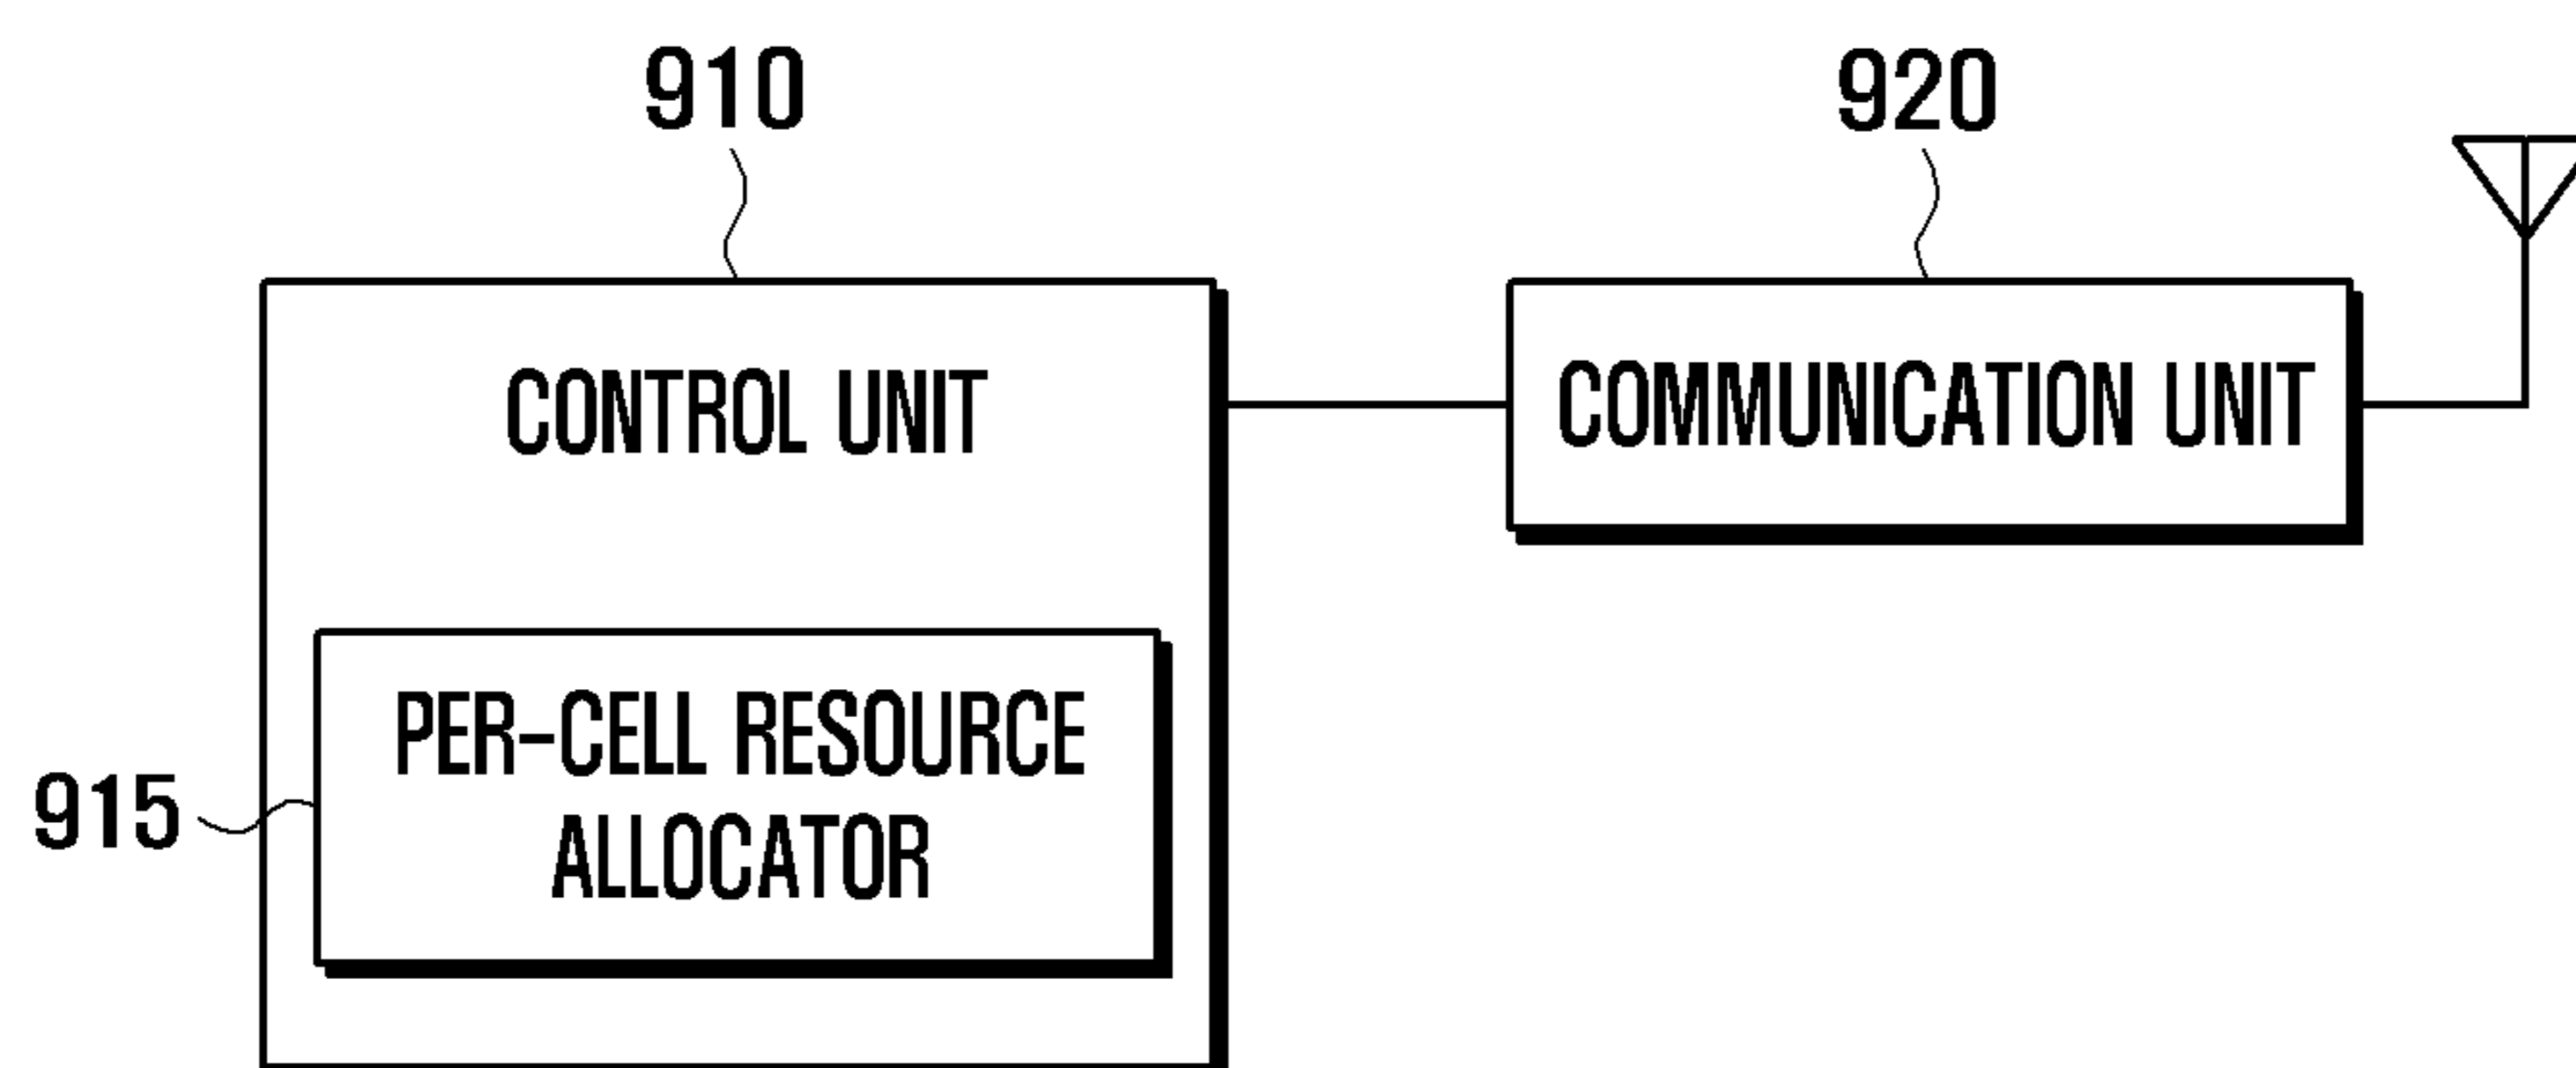 910
920
CONTROL UNIT
COMMUNICATION UNIT
PER-CELL RESOURCE
ALLOCATOR
915